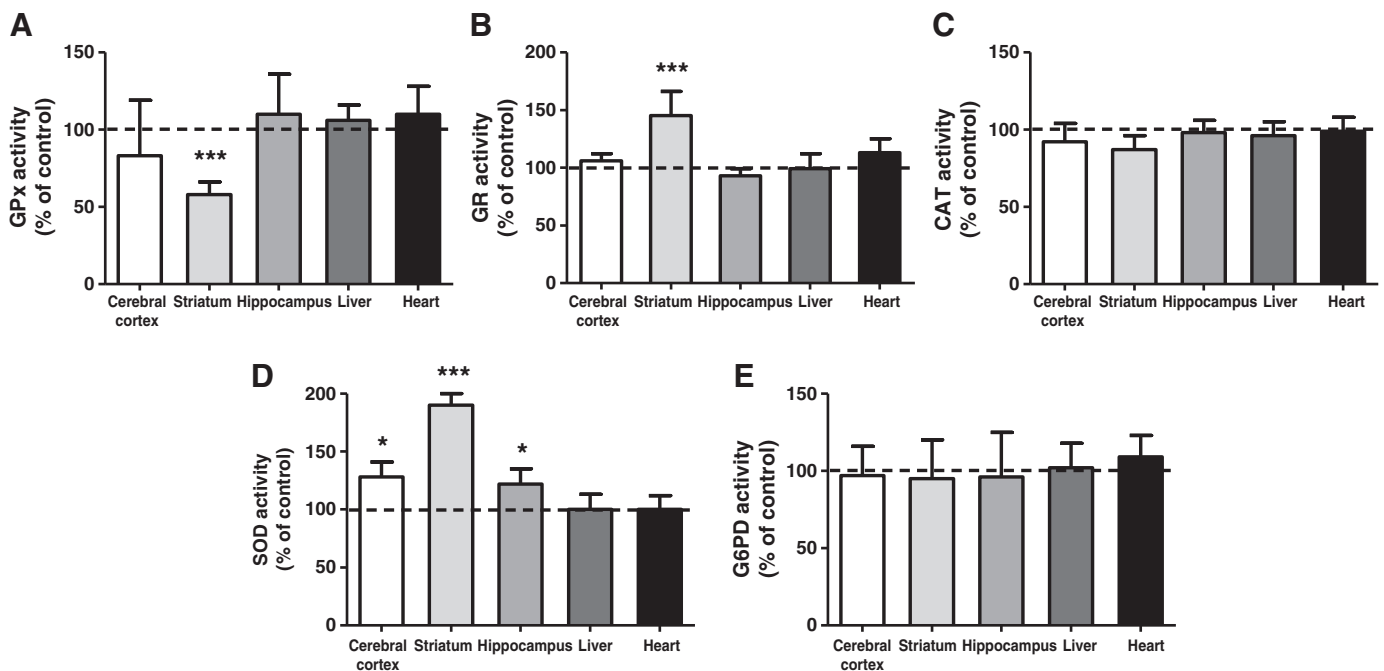 A
GPx activity
(% of control)
150
100
50
0
***
Cerebral cortex
Striatum
Hippocampus
Liver
Heart
B
GR activity
(% of control)
200
150
100
50
0
***
Cerebral cortex
Striatum
Hippocampus
Liver
Heart
C
CAT activity
(% of control)
150
100
50
0
Cerebral cortex
Striatum
Hippocampus
Liver
Heart
D
SOD activity
(% of control)
200
150
100
50
0
*
***
*
Cerebral cortex
Striatum
Hippocampus
Liver
Heart
E
G6PD activity
(% of control)
150
100
50
0
Cerebral cortex
Striatum
Hippocampus
Liver
Heart